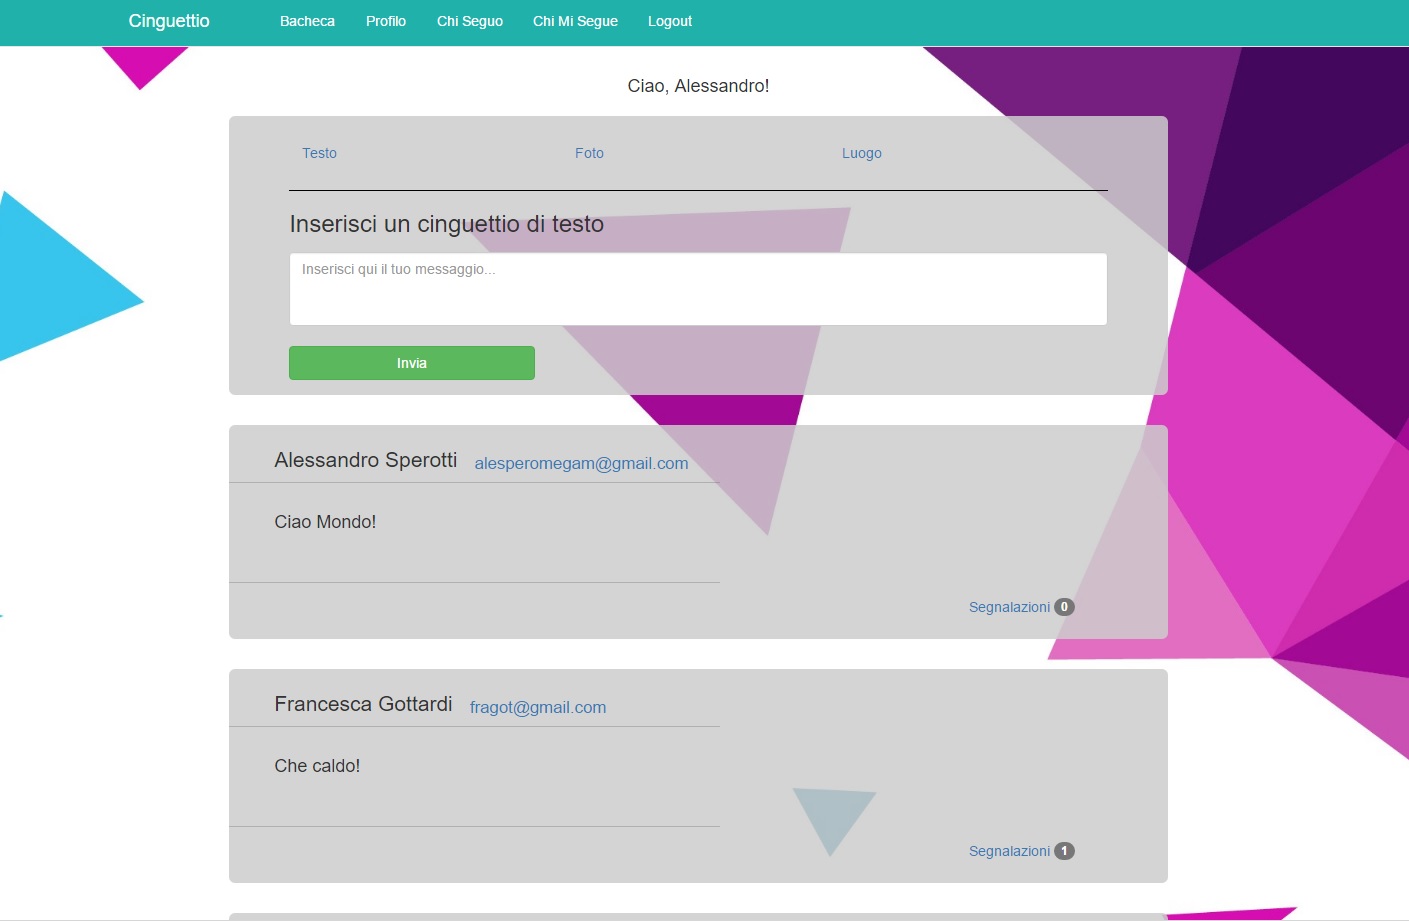 Cinguettio Bacheca Profilo Chi Seguo Chi Mi Segue Logout
Ciao, Alessandro!
Testo Foto Luogo
Inserisci un cinguettio di testo
Inserisci qui il tuo messaggio...
Invia
Alessandro Sperotti alesperomegam@gmail.com
Ciao Mondo!
Segnalazioni 0
Francesca Gottardi fragot@gmail.com
Che caldo!
Segnalazioni 1